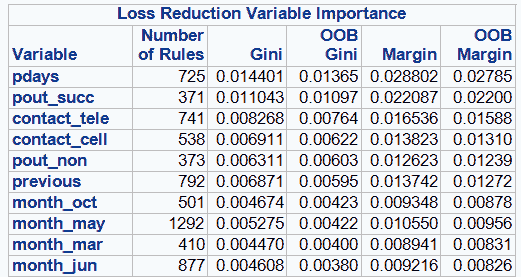 Loss Reduction Variable Importance
Number OOB OOB
Variable of Rules Gini Gini Margin Margin
pdays 725 0.014401 0.01365 0.028802 0.02785
pout_succ 371 0.011043 0.01097 0.022087 0.02200
contact_tele 741 0.008268 0.00764 0.016536 0.01588
contact_cell 538 0.006911 0.00622 0.013823 0.01310
pout_non 373 0.006311 0.00603 0.012623 0.01239
previous 792 0.006871 0.00595 0.013742 0.01272
month_oct 501 0.004674 0.00423 0.009348 0.00878
month_may 1292 0.005275 0.00422 0.010550 0.00956
month_mar 410 0.004470 0.00400 0.008941 0.00831
month_jun 877 0.004608 0.00380 0.009216 0.00826